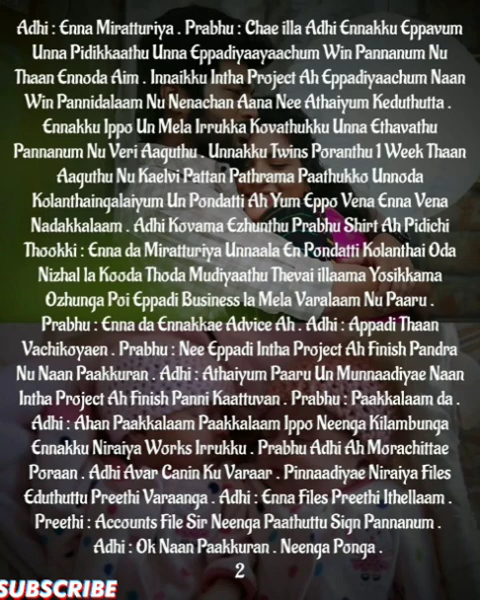 Adhi : Enna Miratturiya . Prabhu : Chae illa Adhi Ennakku Eppavum
Unna Pidikkaathu Unna Eppadiyaayaachum Win Pannanum Nu
Thaan Ennoda Aim . Innaikku Intha Project Ah Eppadiyaachum Naan
Win Pannidalaam Nu Nenachan Aana Nee Athaiyum Keduthutta .
Ennakku Ippo Un Mela Irrukka Kovathukku Unna Ethavathu
Pannanum Nu Veri Aaguthu . Unnakku Twins Poranthu 1 Week Thaan
Aaguthu Nu Kaelvi Pattan Pathrama Paathukko Unnoda
Kolanthaingalaiyum Un Pondatti Ah Yum Eppo Vena Enna Vena
Nadakkalaam . Adhi Kovama Ezhunthu Prabhu Shirt Ah Pidichi
Thookki : Enna da Miratturiya Unnaala En Pondatti Kolanthai Oda
Nizhal la Kooda Thoda Mudiyaathu Thevai illaama Yosikkama
Ozhunga Poi Eppadi Business la Mela Varalaam Nu Paaru .
Prabhu : Enna da Ennakkae Advice Ah . Adhi : Appadi Thaan
Vachikoyaen . Prabhu : Nee Eppadi Intha Project Ah Finish Pandra
Nu Naan Paakkuran . Adhi : Athaiyum Paaru Un Munnaadiyae Naan
Intha Project Ah Finish Panni Kaattuvan . Prabhu : Paakkalaam da .
Adhi : Ahan Paakkalaam Paakkalaam Ippo Neenga Kilambunga
Ennakku Niraiya Works Irrukku . Prabhu Adhi Ah Morachittae
Poraan . Adhi Avar Canin Ku Varaar . Pinnaadiyae Niraiya Files
Eduthuttu Preethi Varaanga . Adhi : Enna Files Preethi Ithellaam .
Preethi : Accounts File Sir Neenga Paathuttu Sign Pannanum .
Adhi : Ok Naan Paakkuran . Neenga Ponga .
2
SUBSCRIBE